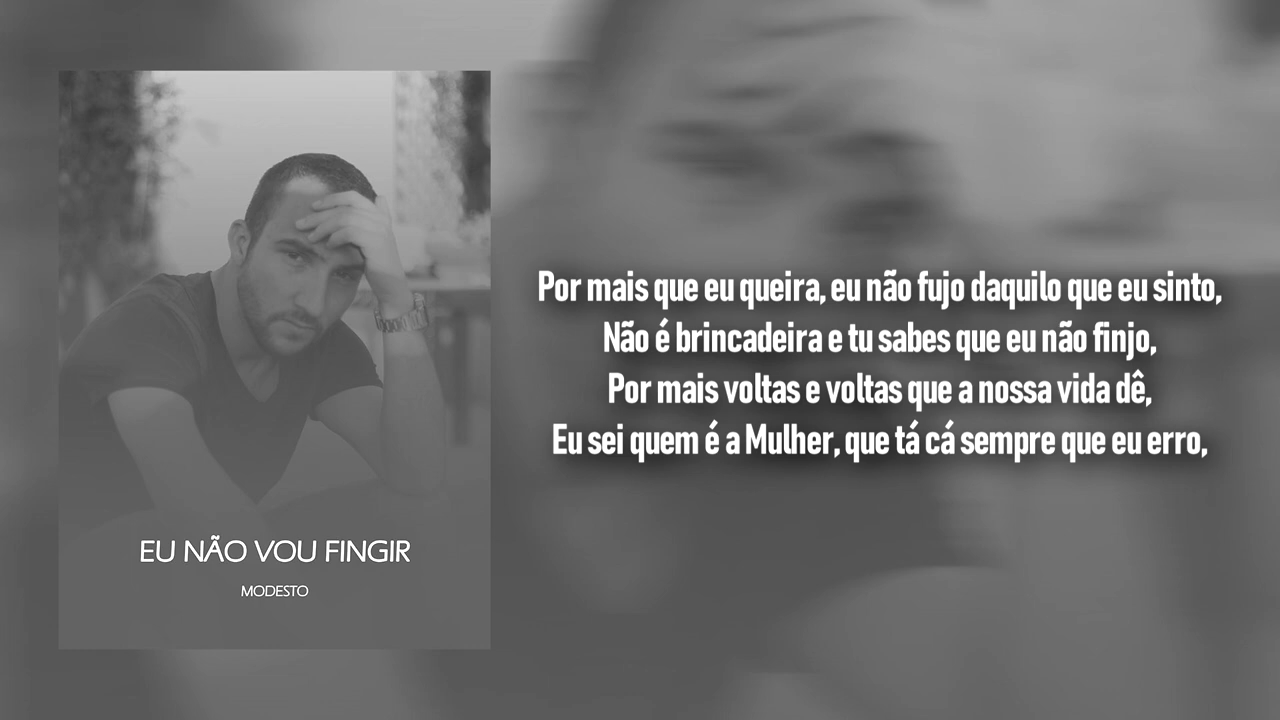 Por mais que eu queira, eu não fujo daquilo que eu sinto,
Não é brincadeira e tu sabes que eu não finjo,
Por mais voltas e voltas que a nossa vida dê,
Eu sei quem é a Mulher, que tá cá sempre que eu erro,
EU NÃO VOU FINGIR
MODESTO